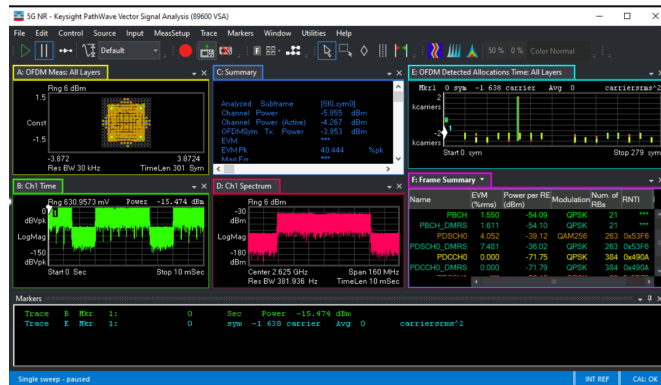 5G NR - Keysight PathWave Vector Signal Analysis (89600 VSA)
File Edit Control Source Input MeasSetup Trace Markers Window Utilities Help
Default 50 % 0 % Color Normal
A: OFDM Meas: All Layers
Rng 6 dBm
1.5
Const
-1.5
-3.872 3.8724
Res BW 30 kHz TimeLen 301 Sym
C: Summary
Analyzed Subframe [Sf0,sym0]
Channel Power -5.955 dBm
Channel Power (Active) -4.267 dBm
OFDMSym Tx Power -3.953 dBm
EVM ***
EVM Pk 40.444 %pk
Mag Err ***
E: OFDM Detected Allocations Time: All Layers
Mkr1 0 sym -1 638 carrier Avg 0 carriersrms^2
2
kcarriers
1
-2
kcarriers
Start 0 sym Stop 279 sym
B: Ch1 Time
Rng 630.9573 mV Power -15.474 dBm
0
1
dBVpk
LogMag
-150
dBVpk
Start 0 Sec Stop 10 mSec
D: Ch1 Spectrum
Rng 6 dBm
-30
dBm
LogMag
-180
dBm
Center 2.625 GHz Span 160 MHz
Res BW 381.936 Hz TimeLen 10 mSec
F: Frame Summary
Name EVM (%rms) Power per RE (dBm) Modulation Num. of RBs RNTI
PBCH 1.550 -54.09 QPSK 21 ***
PBCH_DMRS 1.611 -54.10 QPSK 21 ***
PDSCH0 4.052 -39.12 QAM256 263 0x53F6
PDSCH0_DMRS 7.481 -36.02 QPSK 263 0x53F6
PDCCH0 0.000 -71.75 QPSK 384 0x490A
PDCCH0_DMRS 0.000 -71.79 QPSK 384 0x490A
Markers
Trace B Mkr 1: 0 Sec Power -15.474 dBm
Trace E Mkr 1: 0 sym -1 638 carrier Avg 0 carriersrms^2
Single sweep - paused INT REF CAL: OK